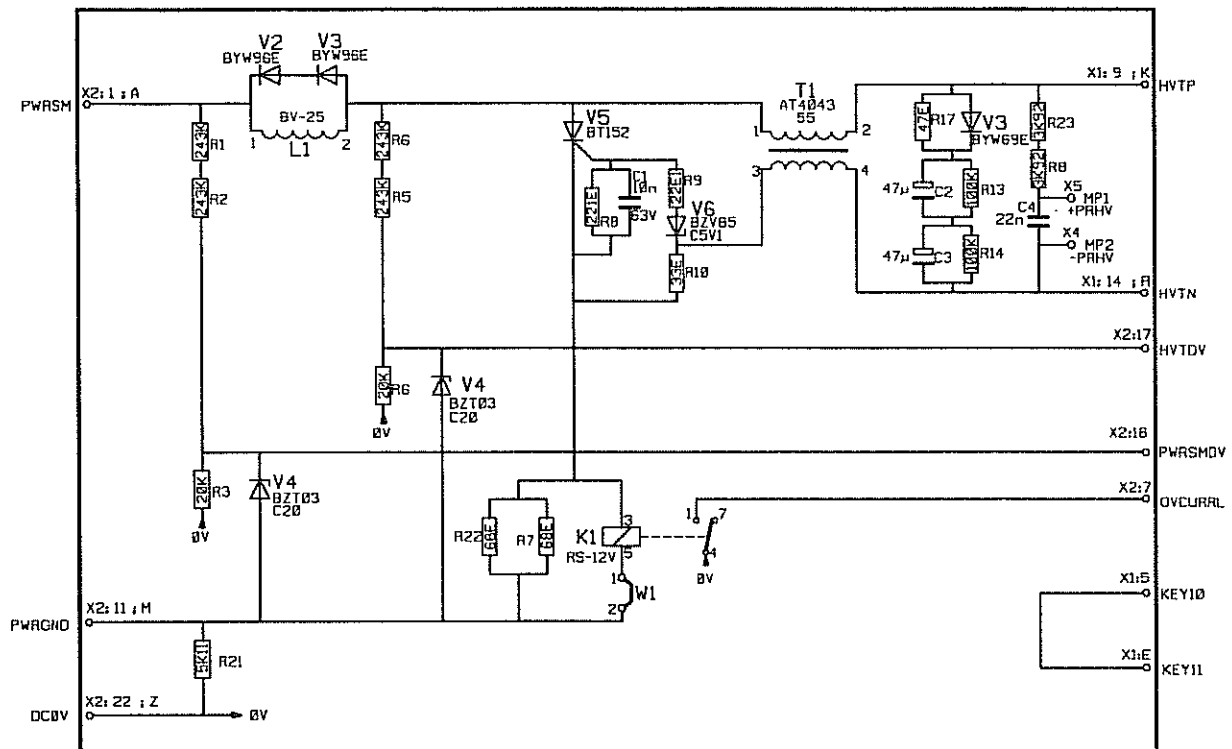 V2
BYW96E
V3
BYW96E
X2:1 ; A
PWRSM
BV-25
1
2
L1
243K
R1
243K
R2
243K
R6
243K
R5
V5
BT152
C1
10n
63V
221E
R8
22E1
R9
V6
BZV85
C5V1
33E
R10
T1
AT4043
55
1
2
3
4
X1: 9 ; K
HVTP
47E
R17
V3
BYW69E
3K92
R23
3K92
R8
47µ
C2
100K
R13
X5
MP1
+PRHV
C4
22n
X4
MP2
-PRHV
47µ
C3
100K
R14
X1: 14 ; R
HVTN
X2:17
HVTDV
20K
R6
0V
V4
BZT03
C20
X2:18
PWRSMDV
20K
R3
0V
V4
BZT03
C20
X2:7
OVCURRL
R22
68E
R7
68E
3
K1
5
RS-12V
1
7
4
0V
1
W1
2
X1:5
KEY10
X2: 11 ; M
PWRGND
5K11
R21
X1:E
KEY11
X2: 22 ; Z
DC0V
0V